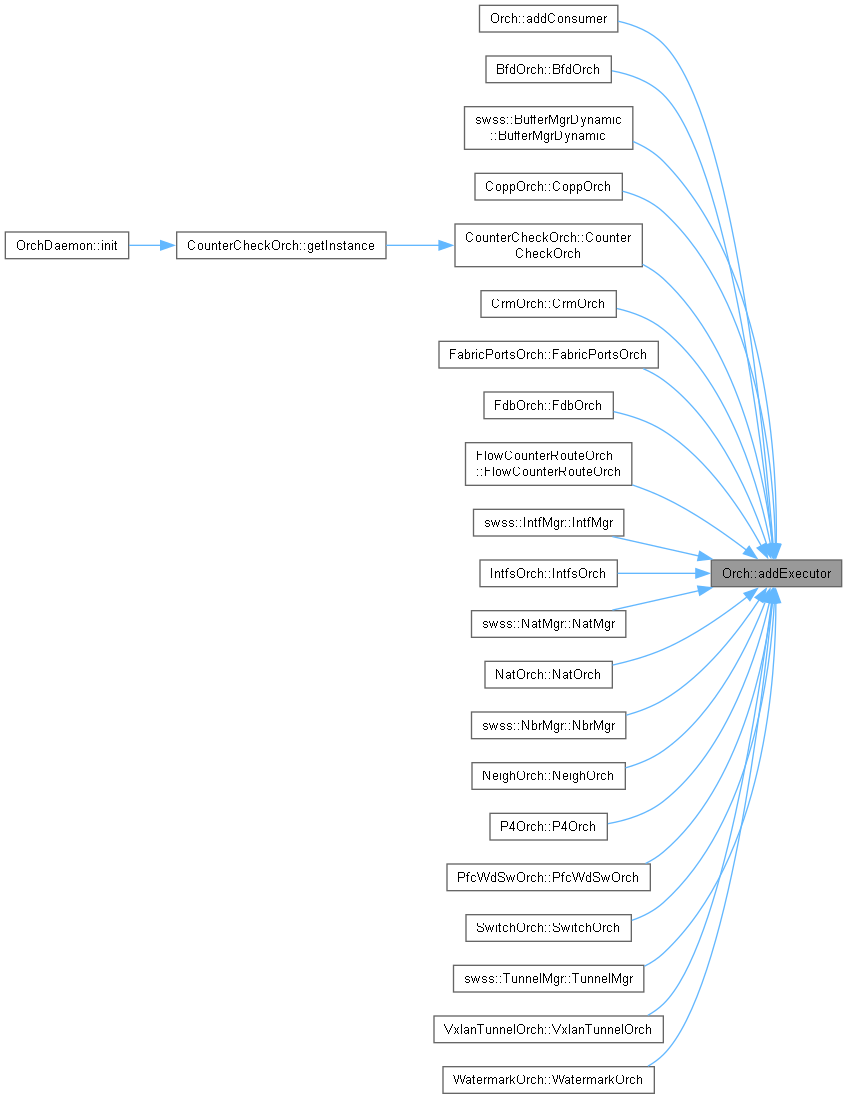 Orch::addConsumer
BfdOrch::BfdOrch
swss::BufferMgrDynamic
::BufferMgrDynamic
CoppOrch::CoppOrch
OrchDaemon::init
CounterCheckOrch::getInstance
CounterCheckOrch::Counter
CheckOrch
CrmOrch::CrmOrch
FabricPortsOrch::FabricPortsOrch
FdbOrch::FdbOrch
FlowCounterRouteOrch
::FlowCounterRouteOrch
swss::IntfMgr::IntfMgr
IntfsOrch::IntfsOrch
Orch::addExecutor
swss::NatMgr::NatMgr
NatOrch::NatOrch
swss::NbrMgr::NbrMgr
NeighOrch::NeighOrch
P4Orch::P4Orch
PfcWdSwOrch::PfcWdSwOrch
SwitchOrch::SwitchOrch
swss::TunnelMgr::TunnelMgr
VxlanTunnelOrch::VxlanTunnelOrch
WatermarkOrch::WatermarkOrch